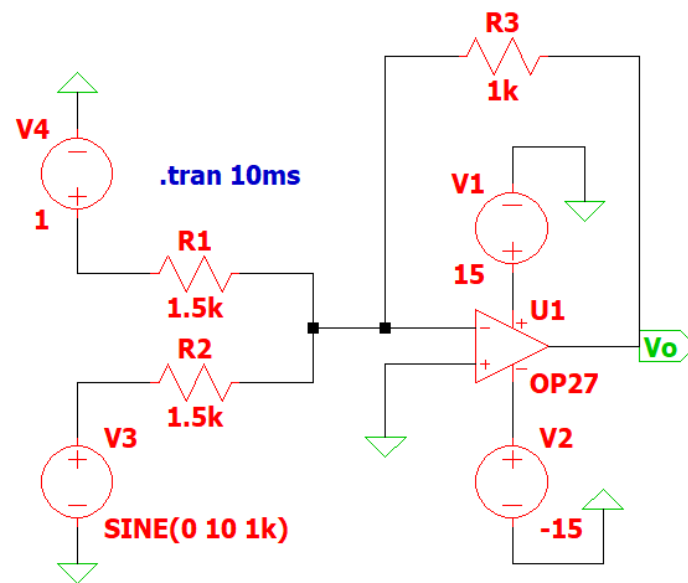 R3
1k
V4
1
.tran 10ms
V1
15
R1
1.5k
U1
OP27
Vo
R2
1.5k
V3
SINE(0 10 1k)
V2
-15